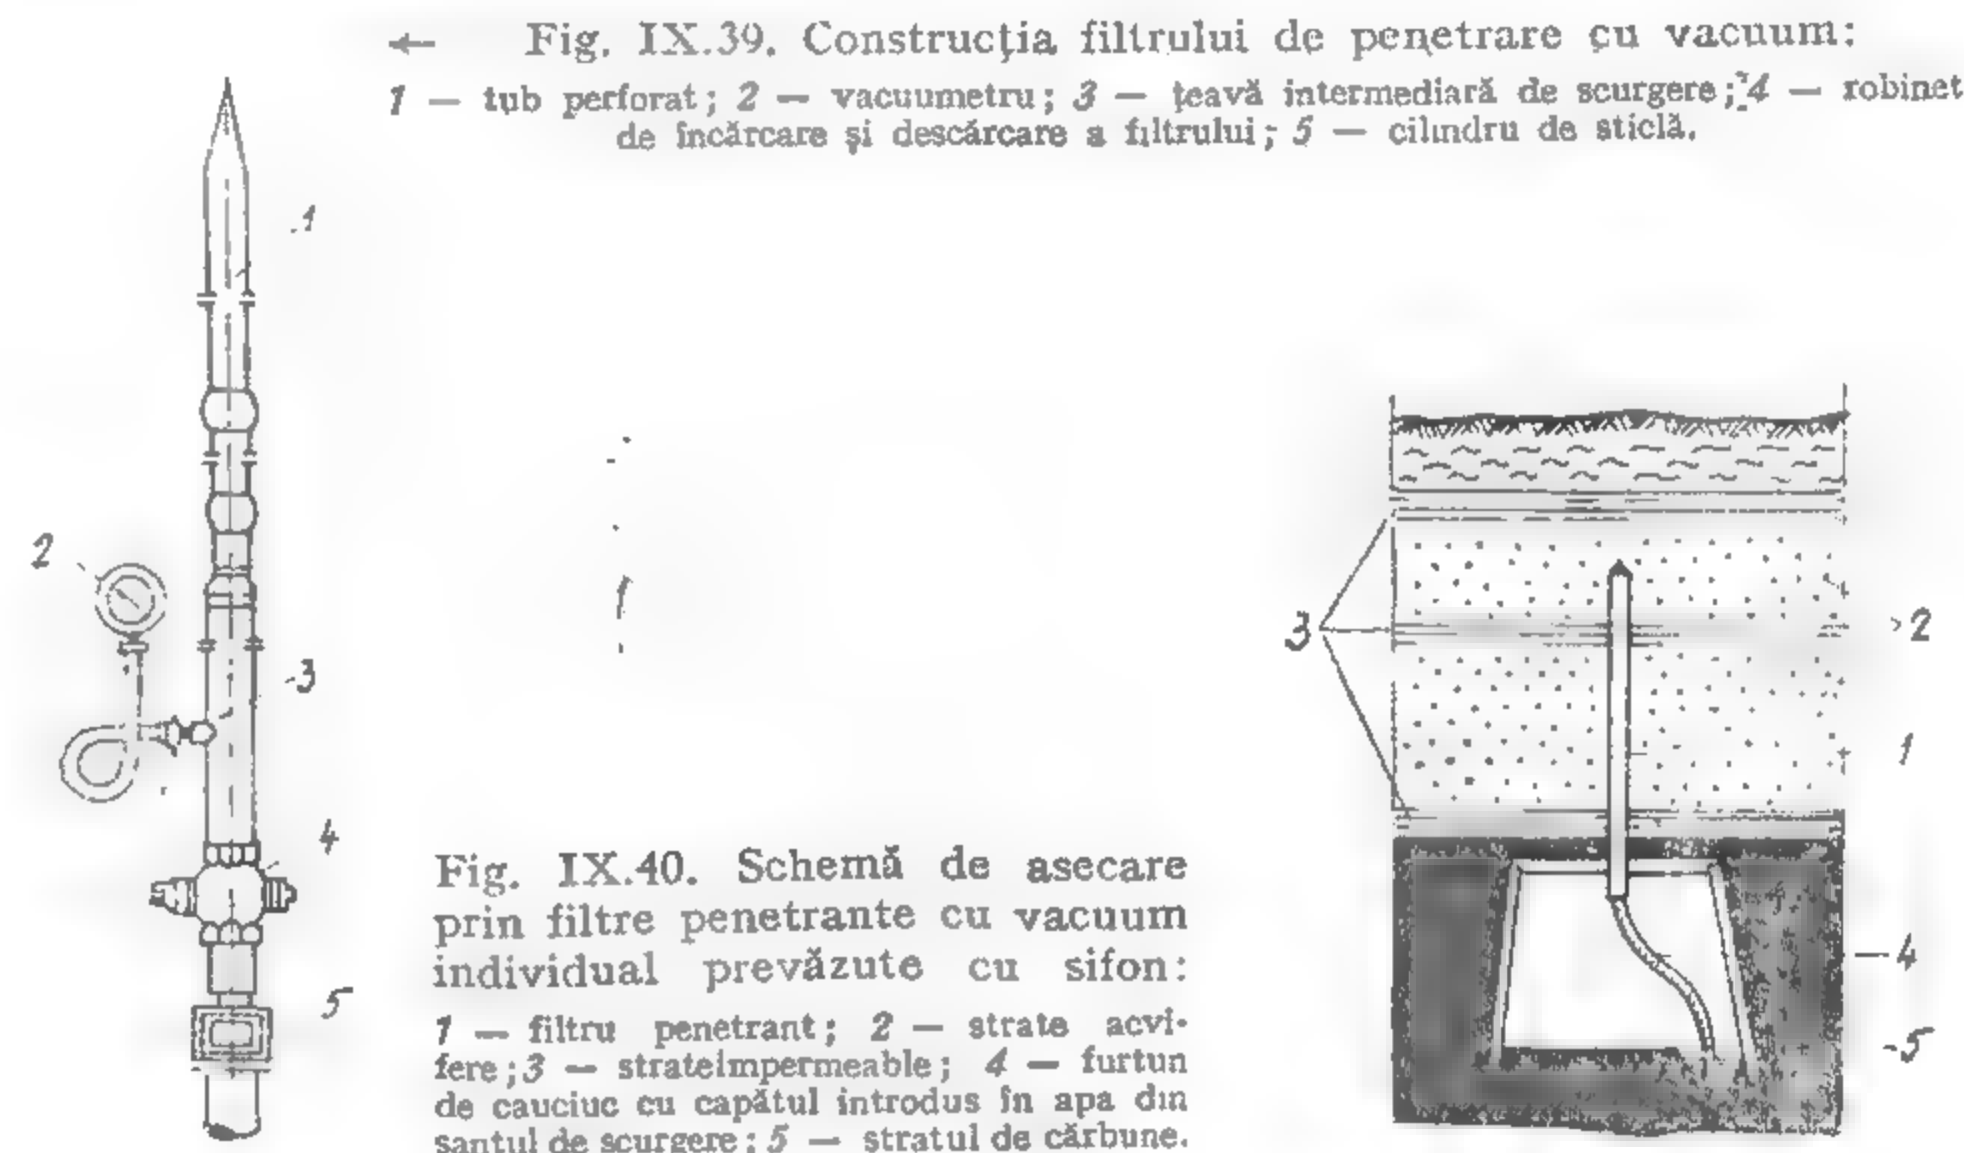 ← Fig. IX.39. Construcţia filtrului de penetrare cu vacuum:
1 — tub perforat; 2 — vacuumetru; 3 — ţeavă intermediară de scurgere; 4 — robinet
de încărcare şi descărcare a filtrului; 5 — cilindru de sticlă.
1
2
3
4
5
Fig. IX.40. Schemă de asecare
prin filtre penetrante cu vacuum
individual prevăzute cu sifon:
1 — filtru penetrant; 2 — strate acvi-
fere; 3 — strate impermeable; 4 — furtun
de cauciuc cu capătul introdus în apa din
santul de scurgere; 5 — stratul de cărbune.
3
2
1
4
5